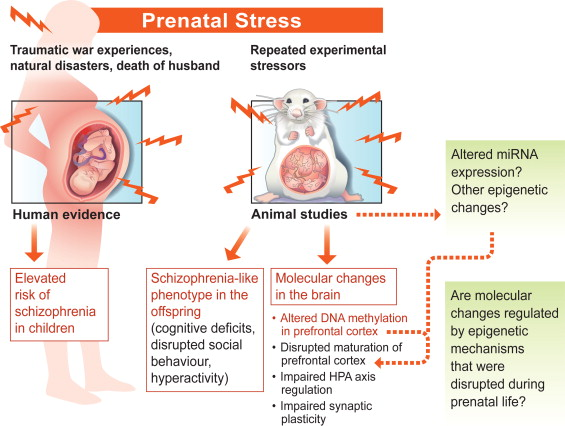 Prenatal Stress
Traumatic war experiences,
natural disasters, death of husband
Repeated experimental
stressors
Human evidence
Animal studies
Altered miRNA
expression?
Other epigenetic
changes?
Elevated
risk of
schizophrenia
in children
Schizophrenia-like
phenotype in the
offspring
(cognitive deficits,
disrupted social
behaviour,
hyperactivity)
Molecular changes
in the brain
• Altered DNA methylation
in prefrontal cortex
• Disrupted maturation of
prefrontal cortex
• Impaired HPA axis
regulation
• Impaired synaptic
plasticity
Are molecular
changes regulated
by epigenetic
mechanisms
that were
disrupted during
prenatal life?